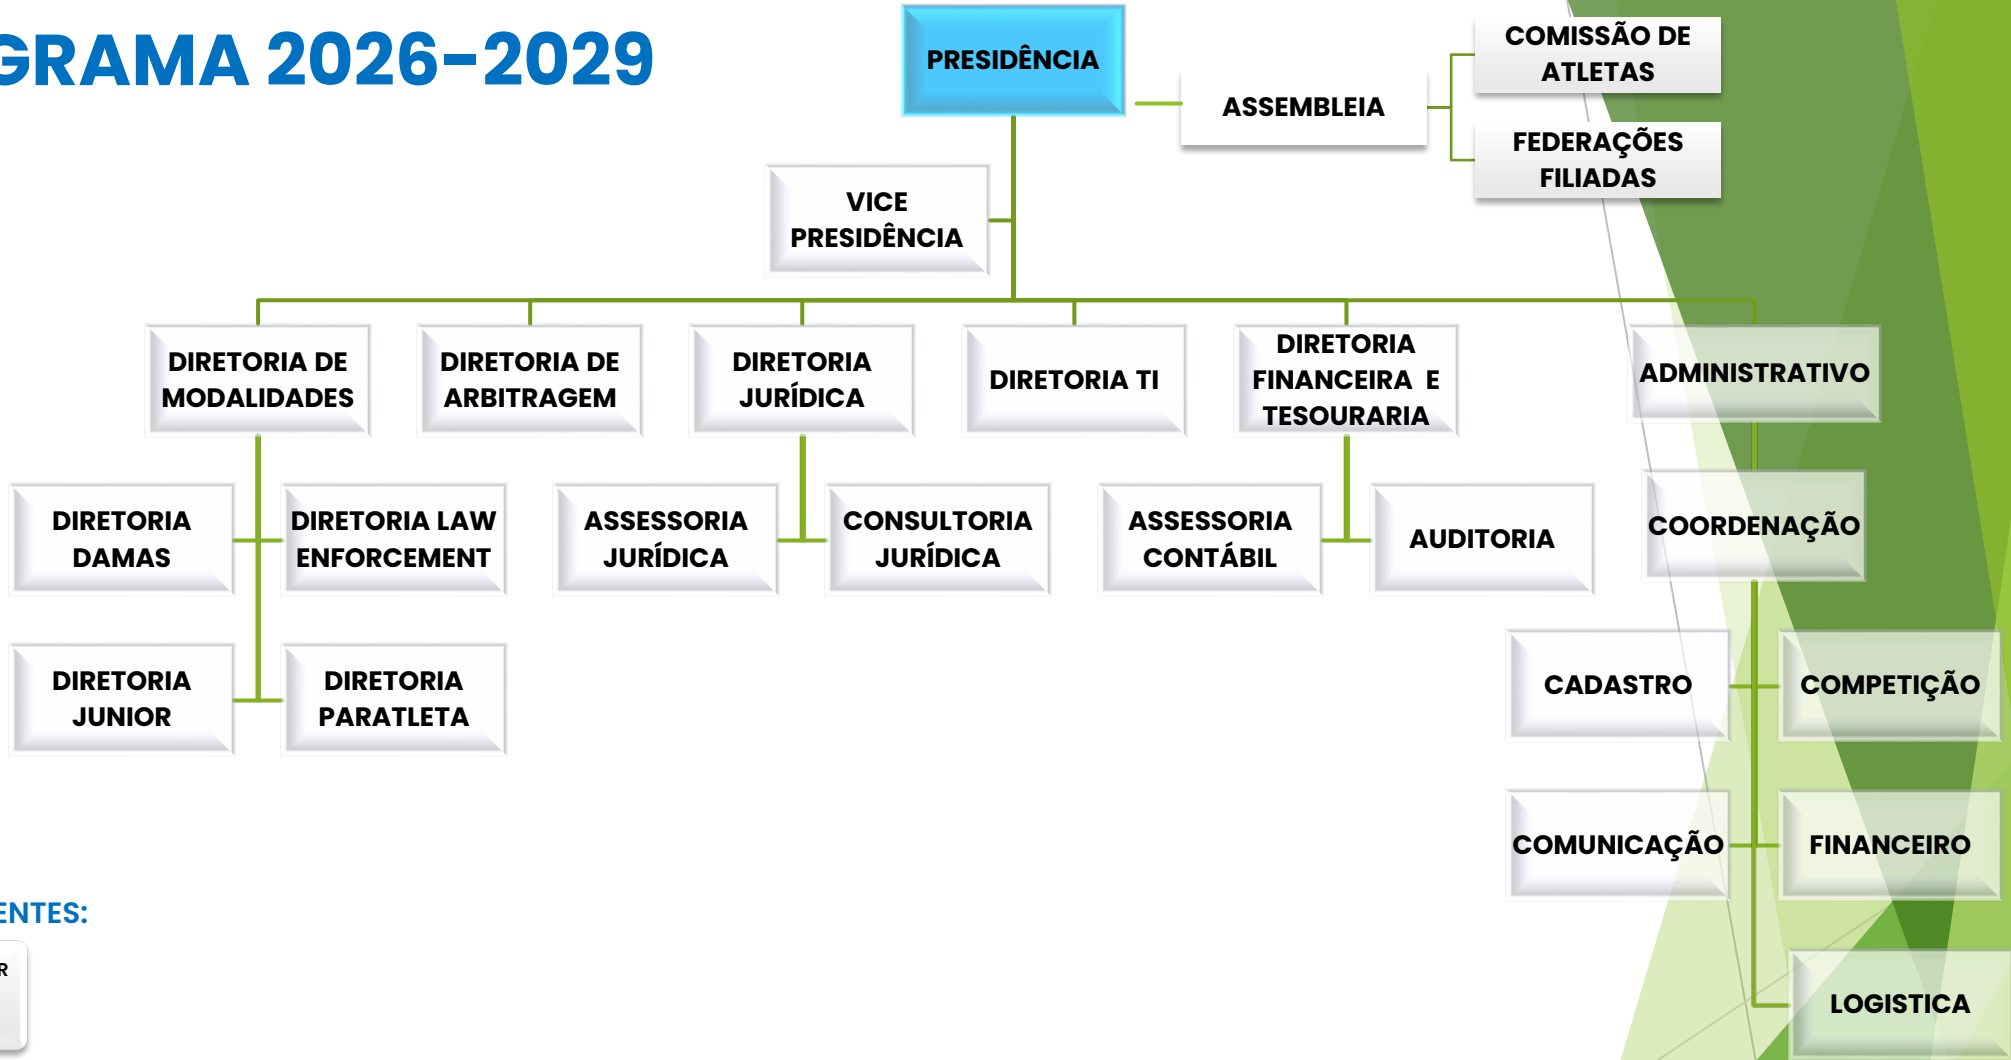 GRAMA 2026-2029
PRESIDÊNCIA
COMISSÃO DE
ATLETAS
ASSEMBLEIA
FEDERAÇÕES
FILIADAS
VICE
PRESIDÊNCIA
DIRETORIA DE
MODALIDADES
DIRETORIA DE
ARBITRAGEM
DIRETORIA
JURÍDICA
DIRETORIA TI
DIRETORIA
FINANCEIRA  E
TESOURARIA
ADMINISTRATIVO
DIRETORIA
DAMAS
DIRETORIA LAW
ENFORCEMENT
ASSESSORIA
JURÍDICA
CONSULTORIA
JURÍDICA
ASSESSORIA
CONTÁBIL
AUDITORIA
COORDENAÇÃO
DIRETORIA
JUNIOR
DIRETORIA
PARATLETA
CADASTRO
COMPETIÇÃO
COMUNICAÇÃO
FINANCEIRO
ENTES:
R
LOGISTICA